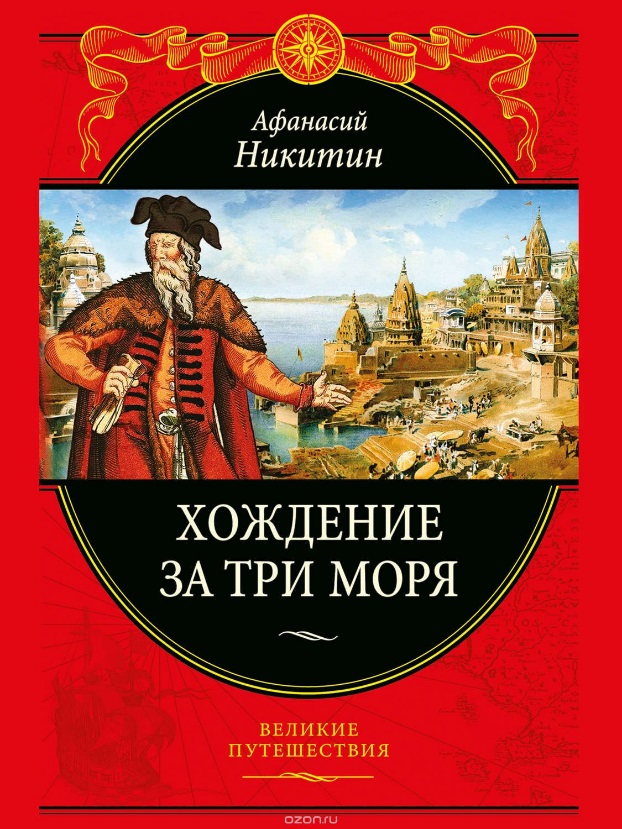 Афанасий
Никитин
ХОЖДЕНИЕ
ЗА ТРИ МОРЯ
ВЕЛИКИЕ
ПУТЕШЕСТВИЯ
ozon.ru